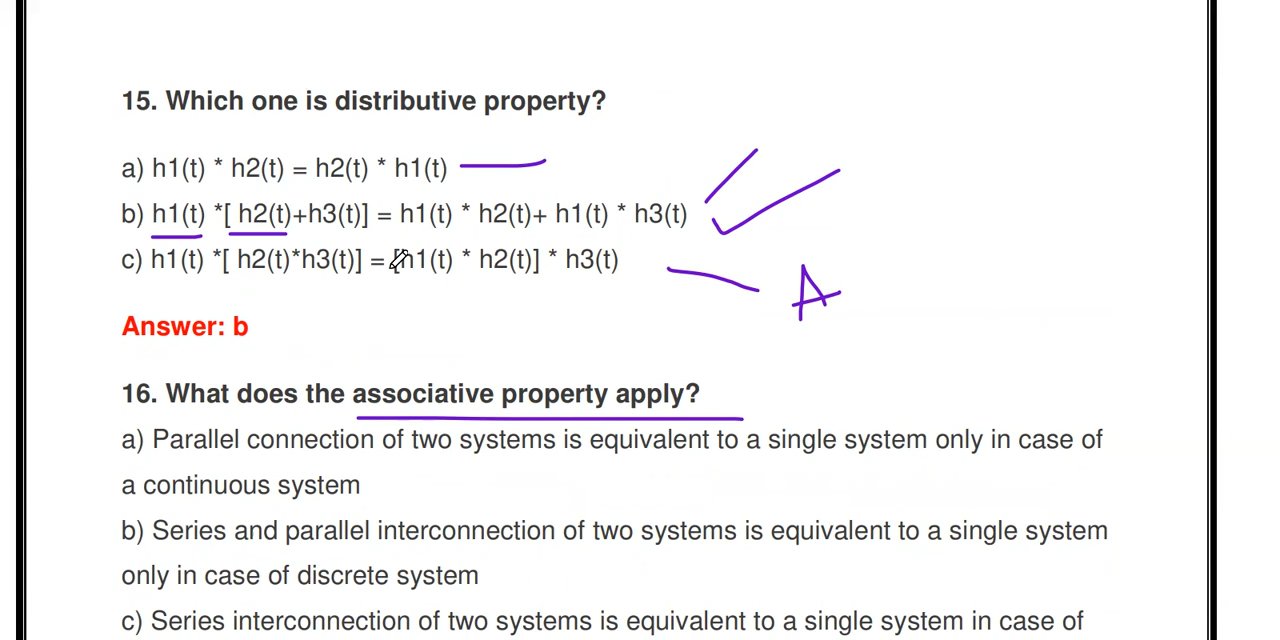 15. Which one is distributive property?
a) h1(t) * h2(t) = h2(t) * h1(t)
b) h1(t) *[ h2(t)+h3(t)] = h1(t) * h2(t)+ h1(t) * h3(t)
c) h1(t) *[ h2(t)*h3(t)] = [h1(t) * h2(t)] * h3(t)
A
Answer: b
16. What does the associative property apply?
a) Parallel connection of two systems is equivalent to a single system only in case of
a continuous system
b) Series and parallel interconnection of two systems is equivalent to a single system
only in case of discrete system
c) Series interconnection of two systems is equivalent to a single system in case of